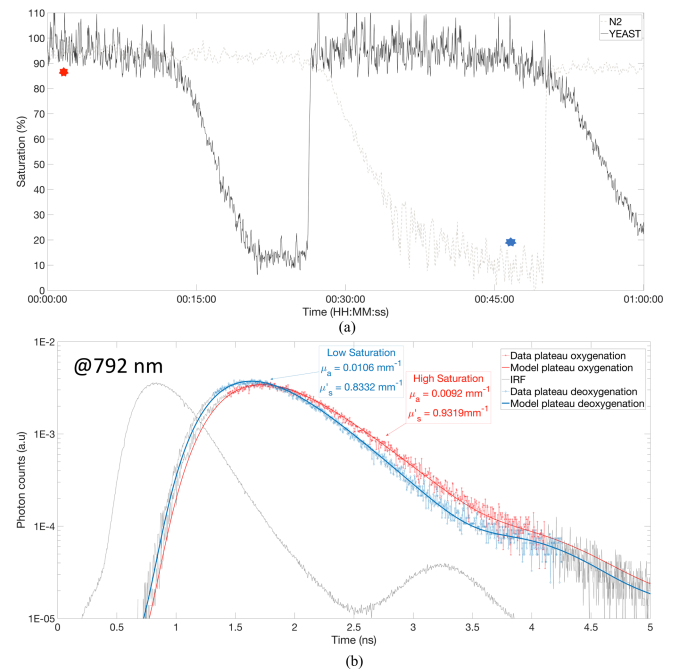 110
100
90
80
70
60
50
40
30
20
10
0
Saturation (%)
N2
YEAST
00:00:00 00:15:00 00:30:00 00:45:00 01:00:00
Time (HH:MM:ss)
(a)
1E-2
1E-3
1E-4
1E-05
Photon counts (a.u)
@792 nm
Low Saturation
μa = 0.0106 mm-1
μ's = 0.8332 mm-1
High Saturation
μa = 0.0092 mm-1
μ's = 0.9319mm-1
Data plateau oxygenation
Model plateau oxygenation
IRF
Data plateau deoxygenation
Model plateau deoxygenation
0 0.5 1 1.5 2 2.5 3 3.5 4 4.5 5
Time (ns)
(b)